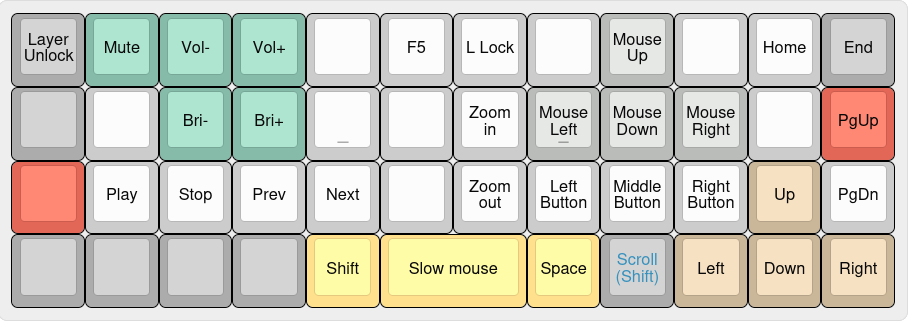 Layer Unlock Mute Vol- Vol+ F5 L Lock Mouse Up Home End
Bri- Bri+ _ Zoom in Mouse Left _ Mouse Down Mouse Right PgUp
Play Stop Prev Next Zoom out Left Button Middle Button Right Button Up PgDn
Shift Slow mouse Space Scroll (Shift) Left Down Right